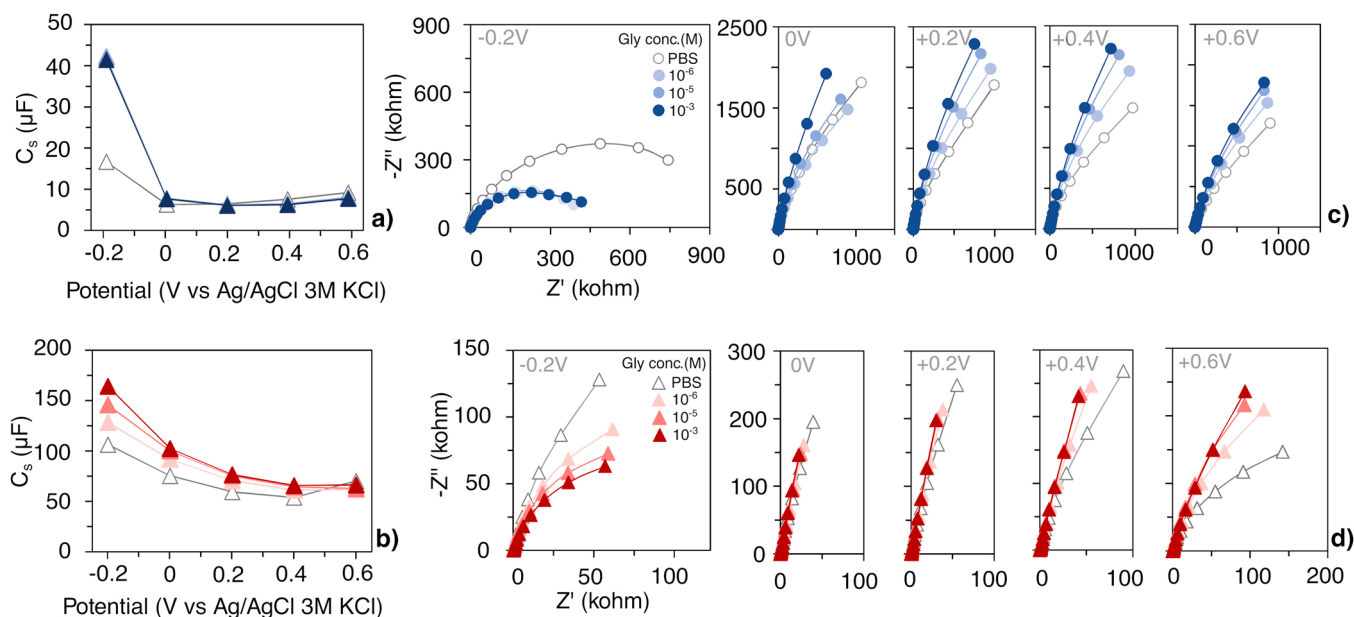 50
40
30
20
10
0
C_s (µF)
-0.2
0
0.2
0.4
0.6
Potential (V vs Ag/AgCl 3M KCl)
a)
900
600
300
0
-Z'' (kohm)
-0.2V
Gly conc.(M)
PBS
10^-6
10^-5
10^-3
0
300
600
900
Z' (kohm)
2500
1500
500
0V
0
1000
+0.2V
0
1000
+0.4V
0
1000
+0.6V
0
1000
c)
200
150
100
50
0
C_s (µF)
-0.2
0
0.2
0.4
0.6
Potential (V vs Ag/AgCl 3M KCl)
b)
150
100
50
0
-Z'' (kohm)
-0.2V
Gly conc.(M)
PBS
10^-6
10^-5
10^-3
0
50
100
Z' (kohm)
300
200
100
0
0V
0
100
+0.2V
0
100
+0.4V
0
100
+0.6V
0
100
200
d)